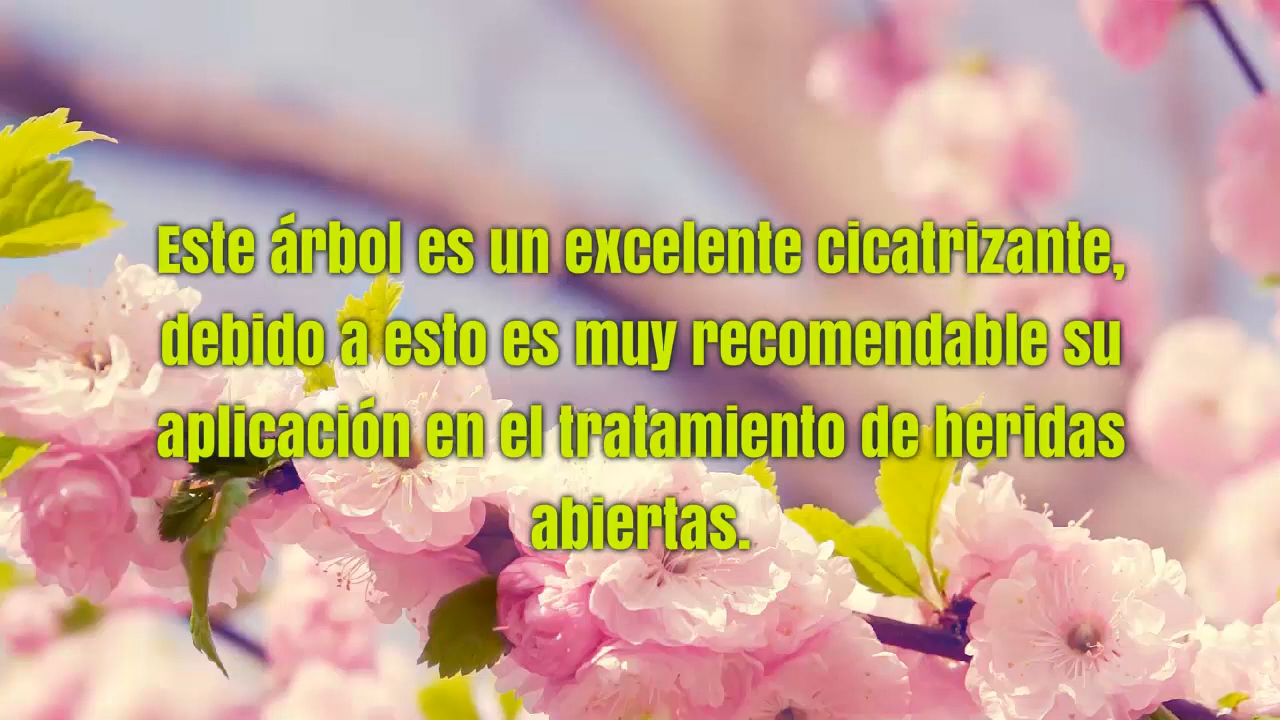 Este árbol es un excelente cicatrizante,
debido a esto es muy recomendable su
aplicación en el tratamiento de heridas
abiertas.